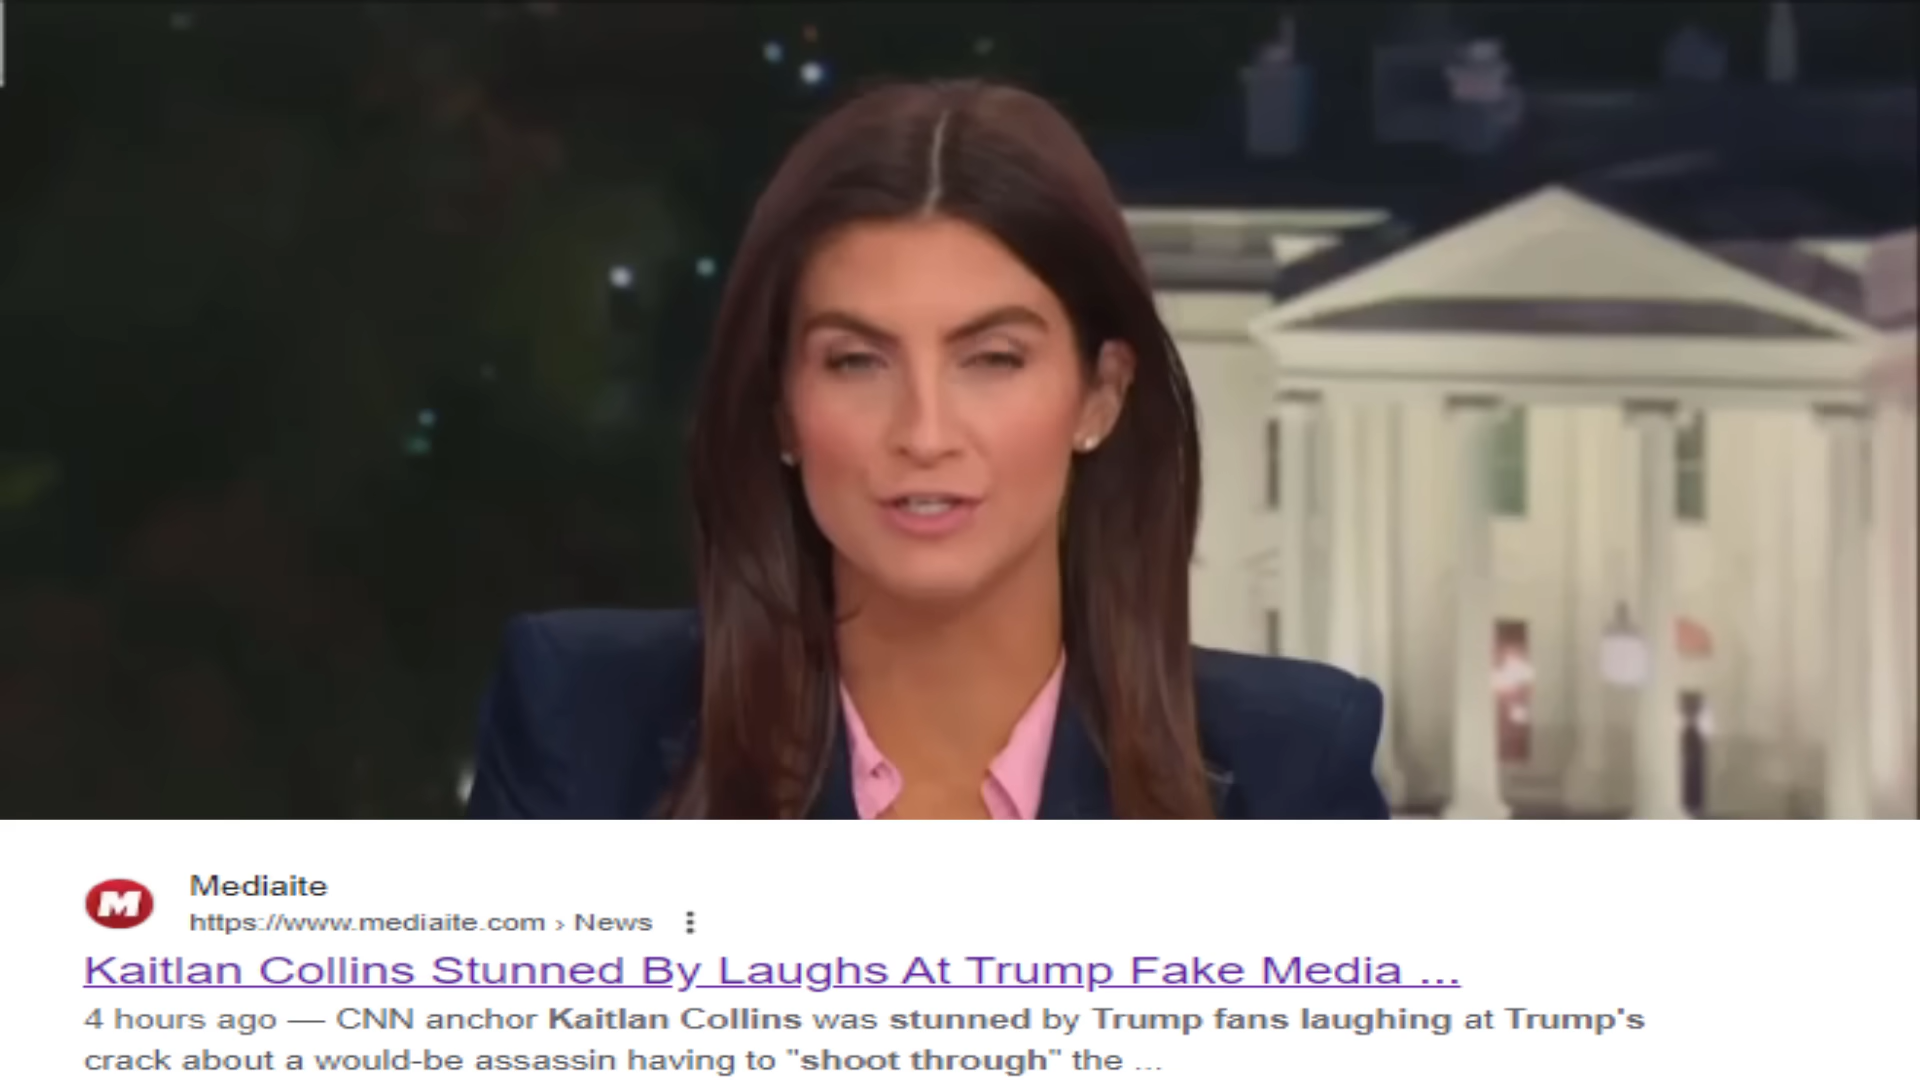 M
Mediaite
https://www.mediaite.com › News
Kaitlan Collins Stunned By Laughs At Trump Fake Media ...
4 hours ago — CNN anchor Kaitlan Collins was stunned by Trump fans laughing at Trump's
crack about a would-be assassin having to "shoot through" the ...